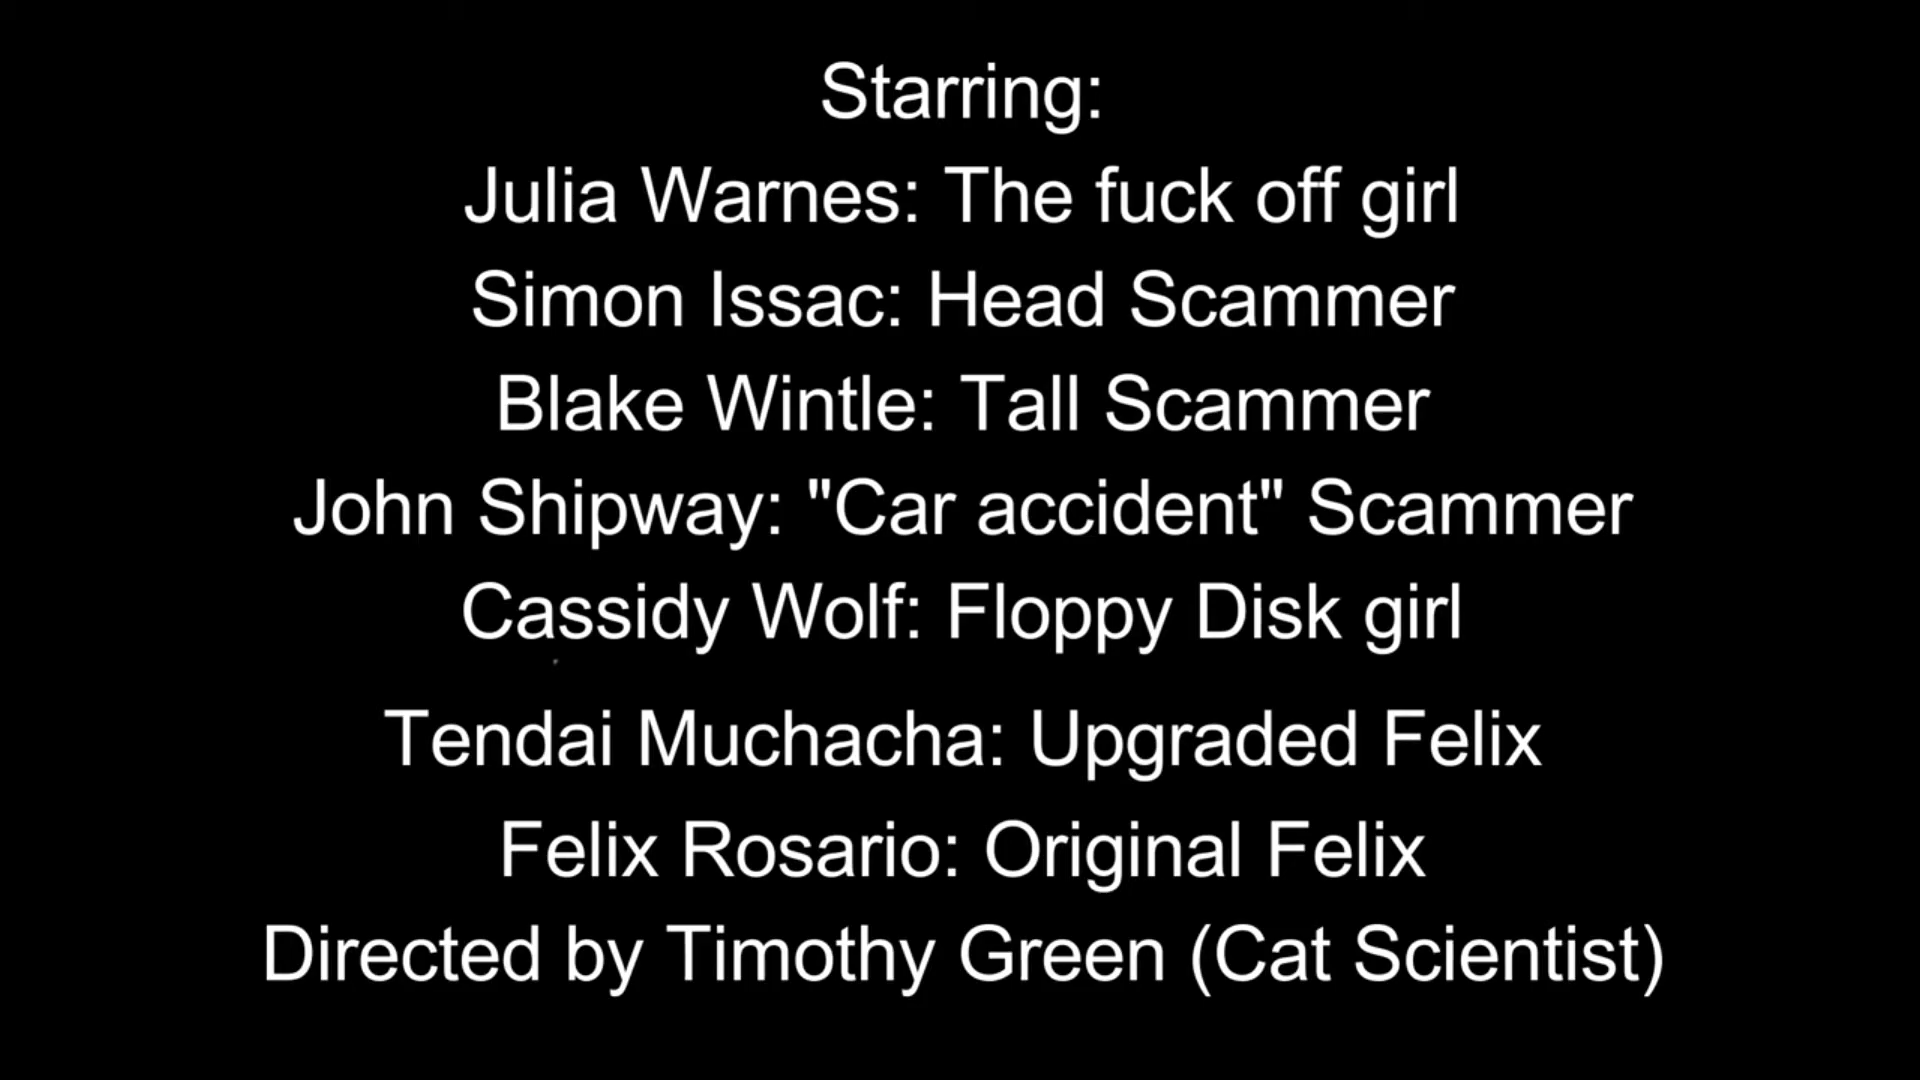 Starring:
Julia Warnes: The fuck off girl
Simon Issac: Head Scammer
Blake Wintle: Tall Scammer
John Shipway: "Car accident" Scammer
Cassidy Wolf: Floppy Disk girl
Tendai Muchacha: Upgraded Felix
Felix Rosario: Original Felix
Directed by Timothy Green (Cat Scientist)